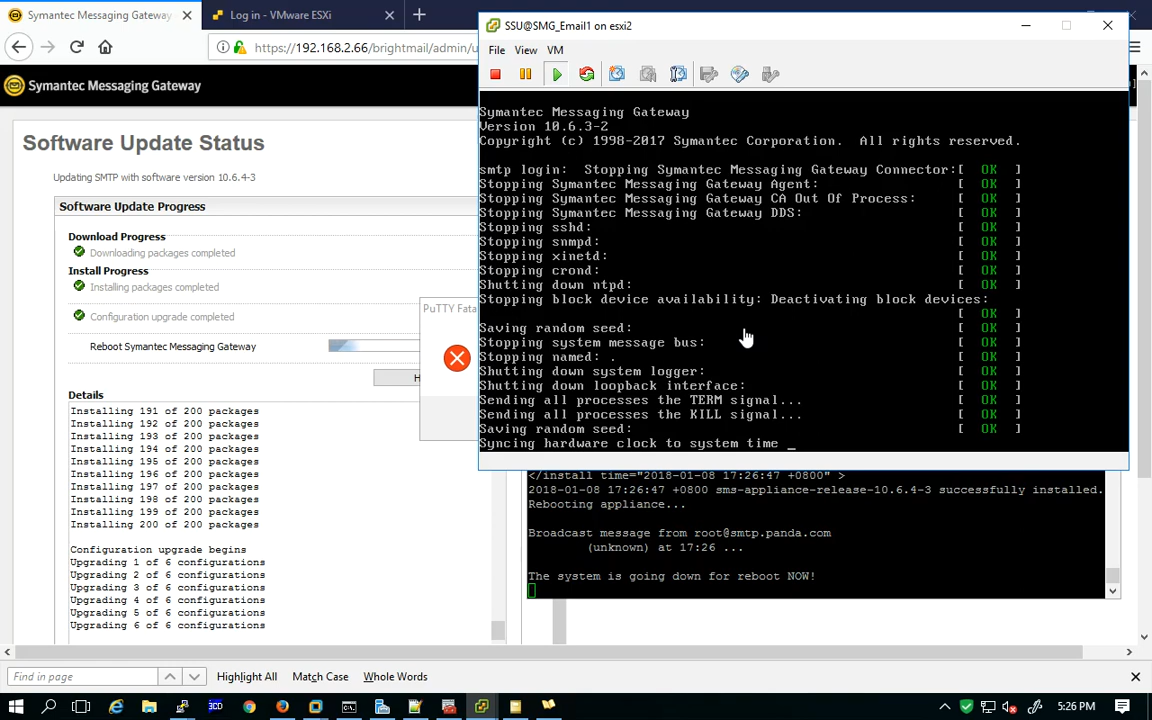 Symantec Messaging Gateway
Log in - VMware ESXi
https://192.168.2.66/brightmail/admin/u
Symantec Messaging Gateway
Software Update Status
Updating SMTP with software version 10.6.4-3
Software Update Progress
Download Progress
Downloading packages completed
Install Progress
Installing packages completed
Configuration upgrade completed
Reboot Symantec Messaging Gateway
H
Details
Installing 191 of 200 packages
Installing 192 of 200 packages
Installing 193 of 200 packages
Installing 194 of 200 packages
Installing 195 of 200 packages
Installing 196 of 200 packages
Installing 197 of 200 packages
Installing 198 of 200 packages
Installing 199 of 200 packages
Installing 200 of 200 packages
Configuration upgrade begins
Upgrading 1 of 6 configurations
Upgrading 2 of 6 configurations
Upgrading 3 of 6 configurations
Upgrading 4 of 6 configurations
Upgrading 5 of 6 configurations
Upgrading 6 of 6 configurations
PuTTY Fata
SSU@SMG_Email1 on esxi2
File View VM
Symantec Messaging Gateway
Version 10.6.3-2
Copyright (c) 1998-2017 Symantec Corporation. All rights reserved.
smtp login: Stopping Symantec Messaging Gateway Connector:[ OK ]
Stopping Symantec Messaging Gateway Agent: [ OK ]
Stopping Symantec Messaging Gateway CA Out Of Process: [ OK ]
Stopping Symantec Messaging Gateway DDS: [ OK ]
Stopping sshd: [ OK ]
Stopping snmpd: [ OK ]
Stopping xinetd: [ OK ]
Stopping crond: [ OK ]
Shutting down ntpd: [ OK ]
Stopping block device availability: Deactivating block devices:
[ OK ]
Saving random seed: [ OK ]
Stopping system message bus: [ OK ]
Stopping named: . [ OK ]
Shutting down system logger: [ OK ]
Shutting down loopback interface: [ OK ]
Sending all processes the TERM signal... [ OK ]
Sending all processes the KILL signal... [ OK ]
Saving random seed: [ OK ]
Syncing hardware clock to system time _
</install time="2018-01-08 17:26:47 +0800" >
2018-01-08 17:26:47 +0800 sms-appliance-release-10.6.4-3 successfully installed.
Rebooting appliance...
Broadcast message from root@smtp.panda.com
(unknown) at 17:26 ...
The system is going down for reboot NOW!
Find in page
Highlight All Match Case Whole Words
5:26 PM